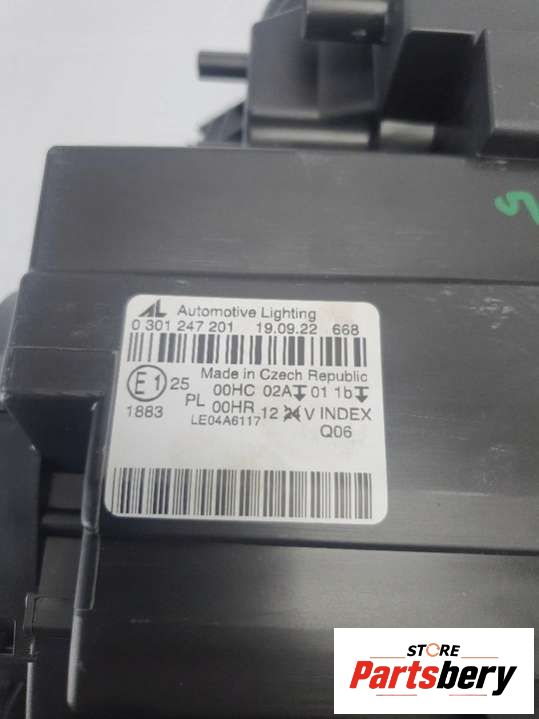 AL Automotive Lighting
0 301 247 201 19.09.22 668
Made in Czech Republic
E1 25 00HC 02A 01 1b
PL 00HR 12 24 V INDEX
1883 LE04A6117 Q06
STORE
Partsbery